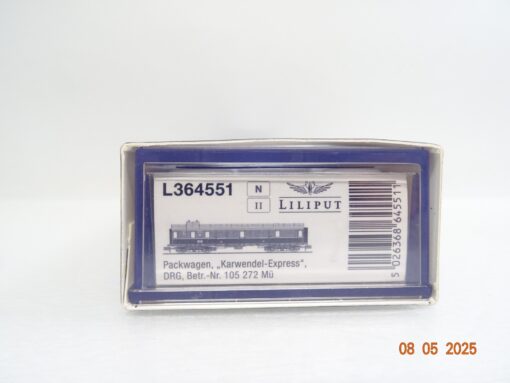 L364551
N
II
LILIPUT
Packwagen, „Karwendel-Express“,
DRG, Betr.-Nr. 105 272 Mü
5 026368 645511
08 05 2025